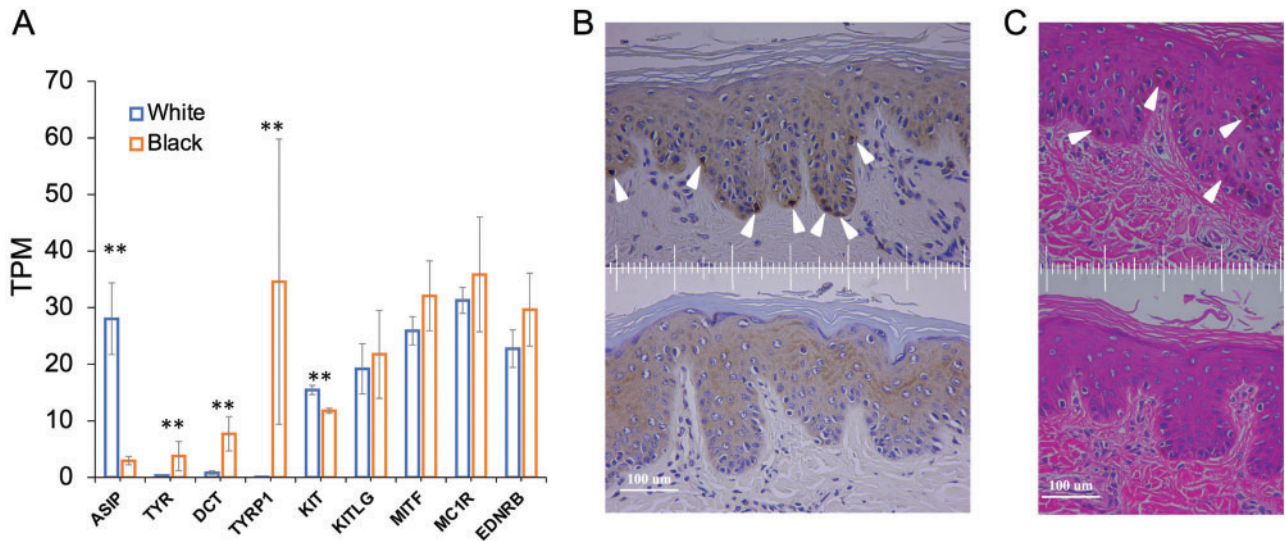 A
B
C
TPM
70
60
50
40
30
20
10
0
White
Black
**
**
**
**
**
ASIP
TYR
DCT
TYRP1
KIT
KITLG
MITF
MC1R
EDNRB
100 um
100 um